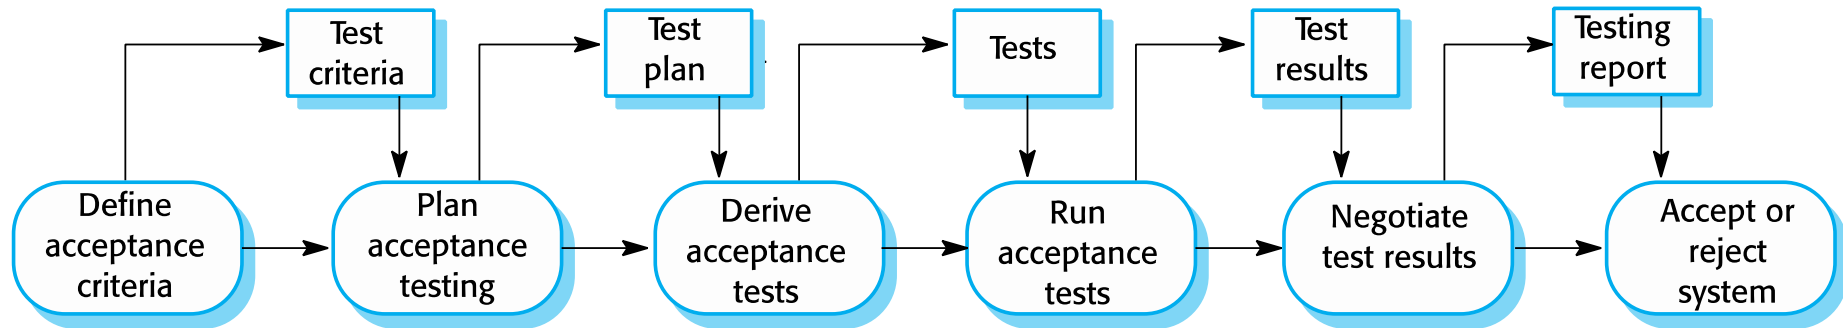 Test
criteria
Test
plan
Tests
Test
results
Testing
report
Define
acceptance
criteria
Plan
acceptance
testing
Derive
acceptance
tests
Run
acceptance
tests
Negotiate
test results
Accept or
reject
system